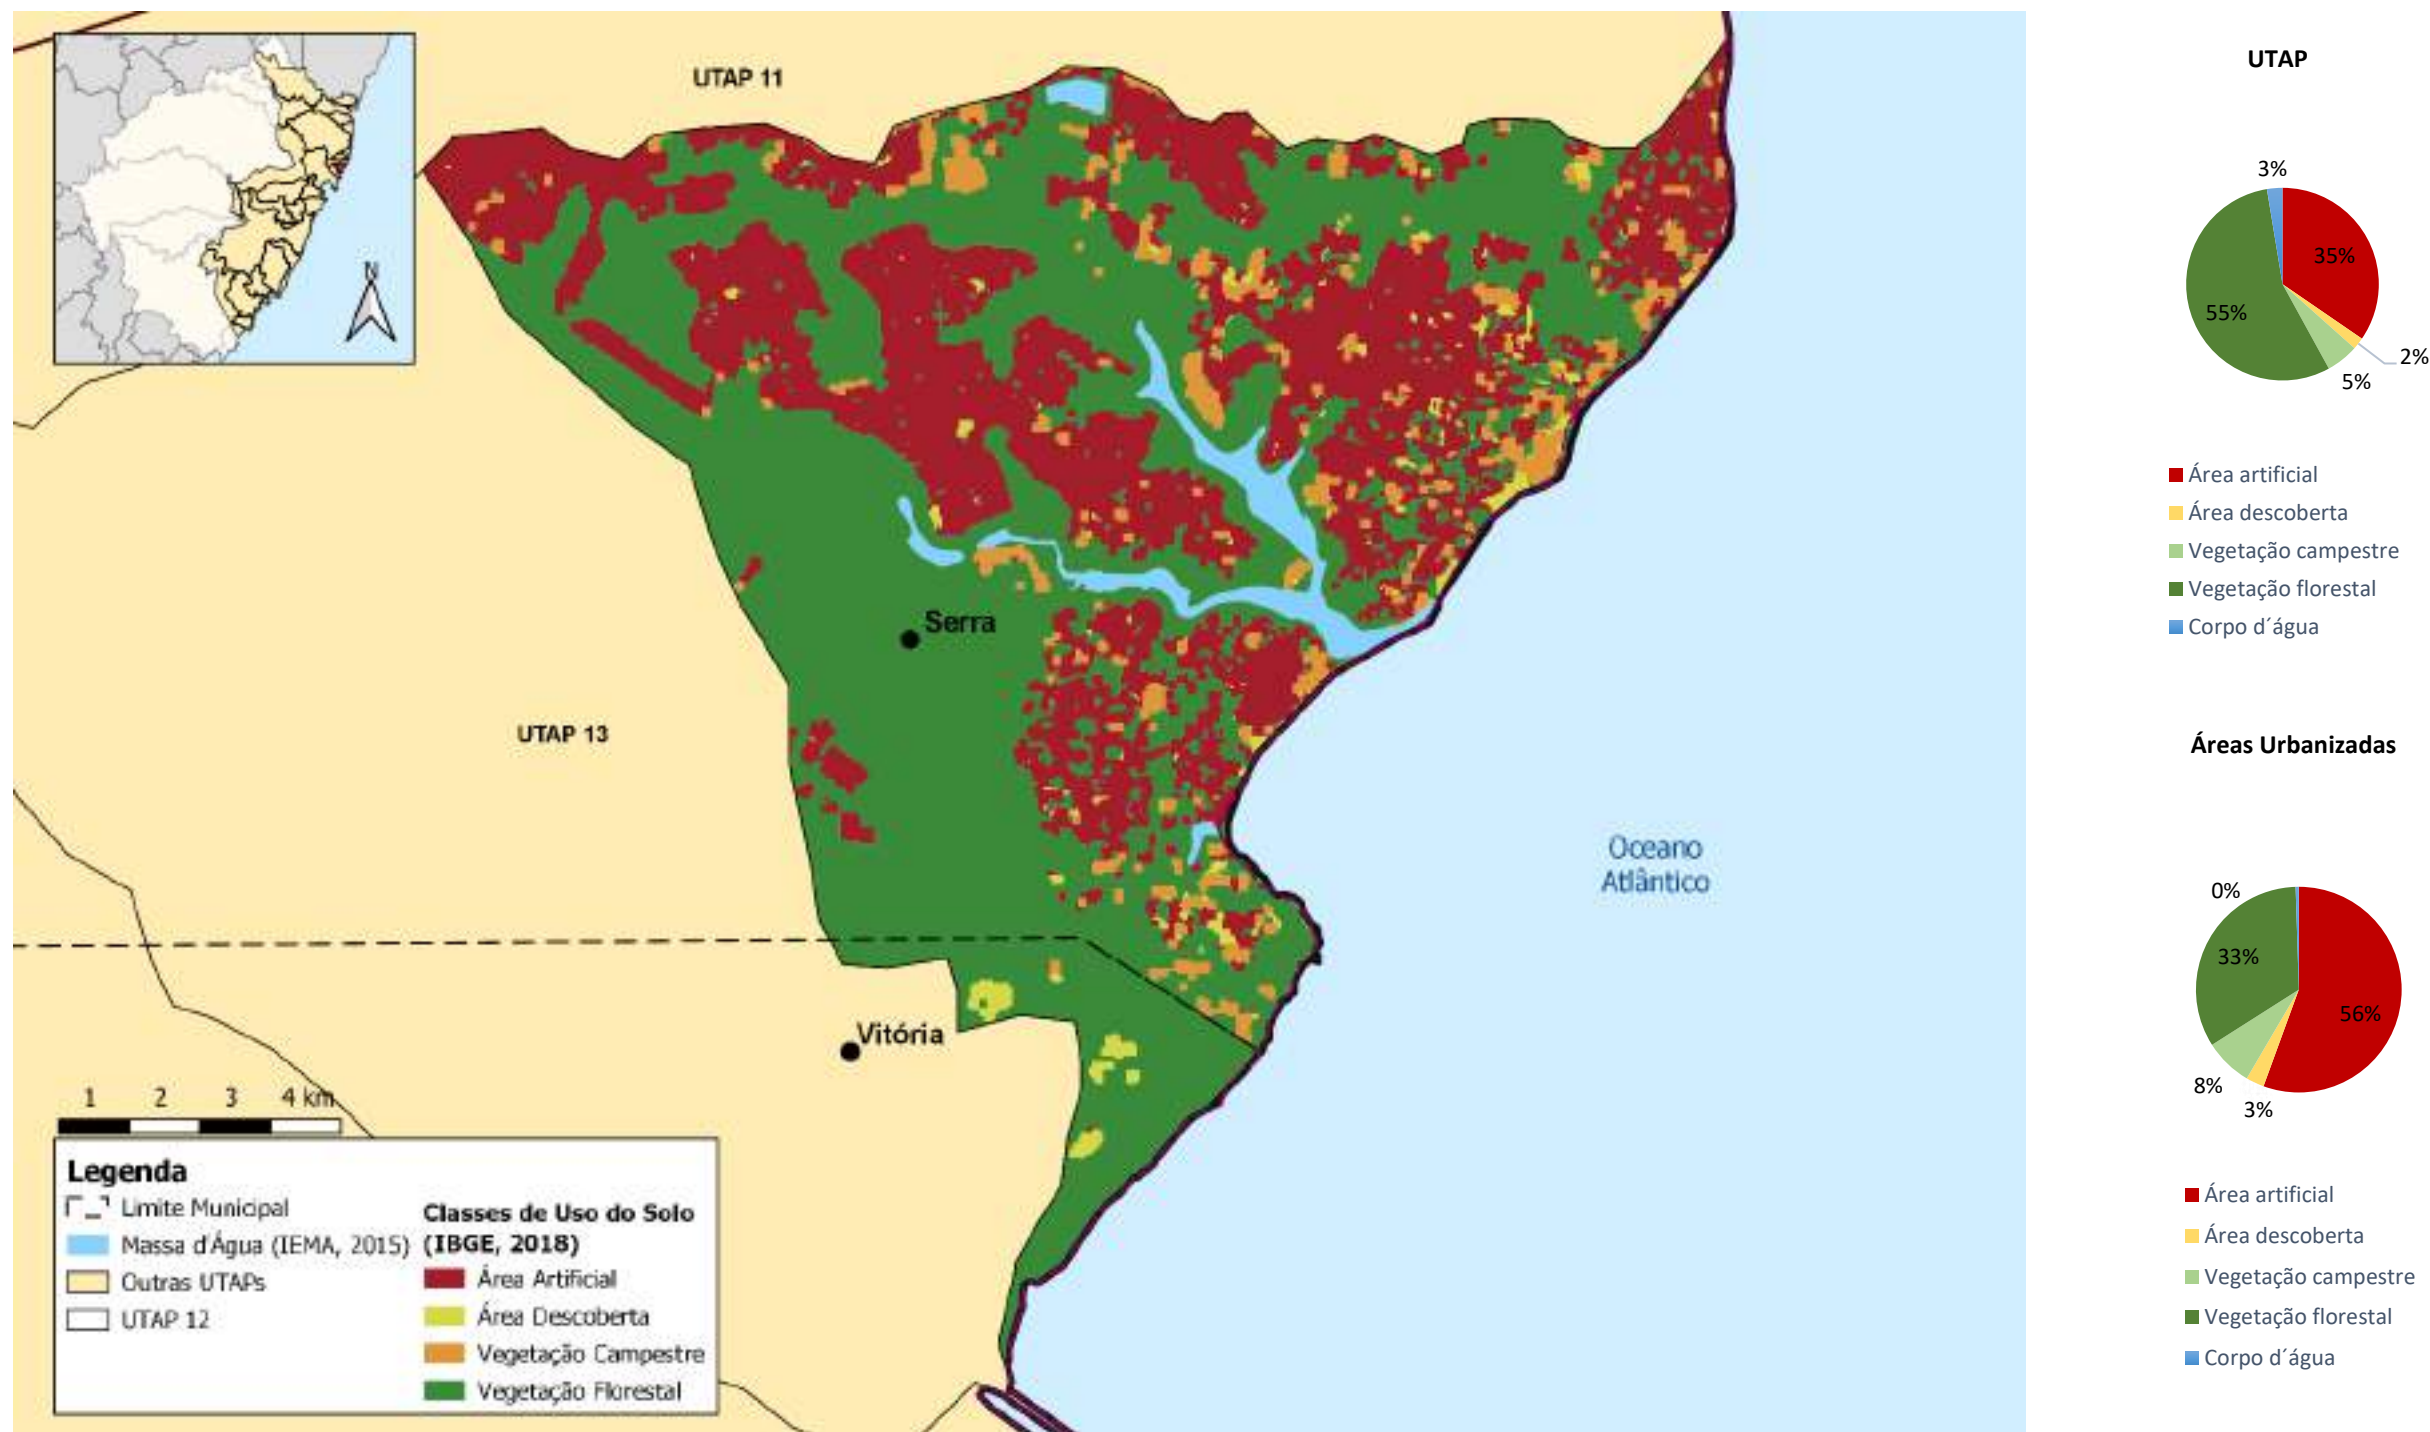 UTAP 11
N
Serra
UTAP 13
Oceano
Atlântico
Vitória
1 2 3 4 km
Legenda
Limite Municipal
Massa d'Água (IEMA, 2015)
Outras UTAPs
UTAP 12
Classes de Uso do Solo
(IBGE, 2018)
Área Artificial
Área Descoberta
Vegetação Campestre
Vegetação Florestal
UTAP
3%
35%
55%
2%
5%
Área artificial
Área descoberta
Vegetação campestre
Vegetação florestal
Corpo d´água
Áreas Urbanizadas
0%
33%
56%
8%
3%
Área artificial
Área descoberta
Vegetação campestre
Vegetação florestal
Corpo d´água